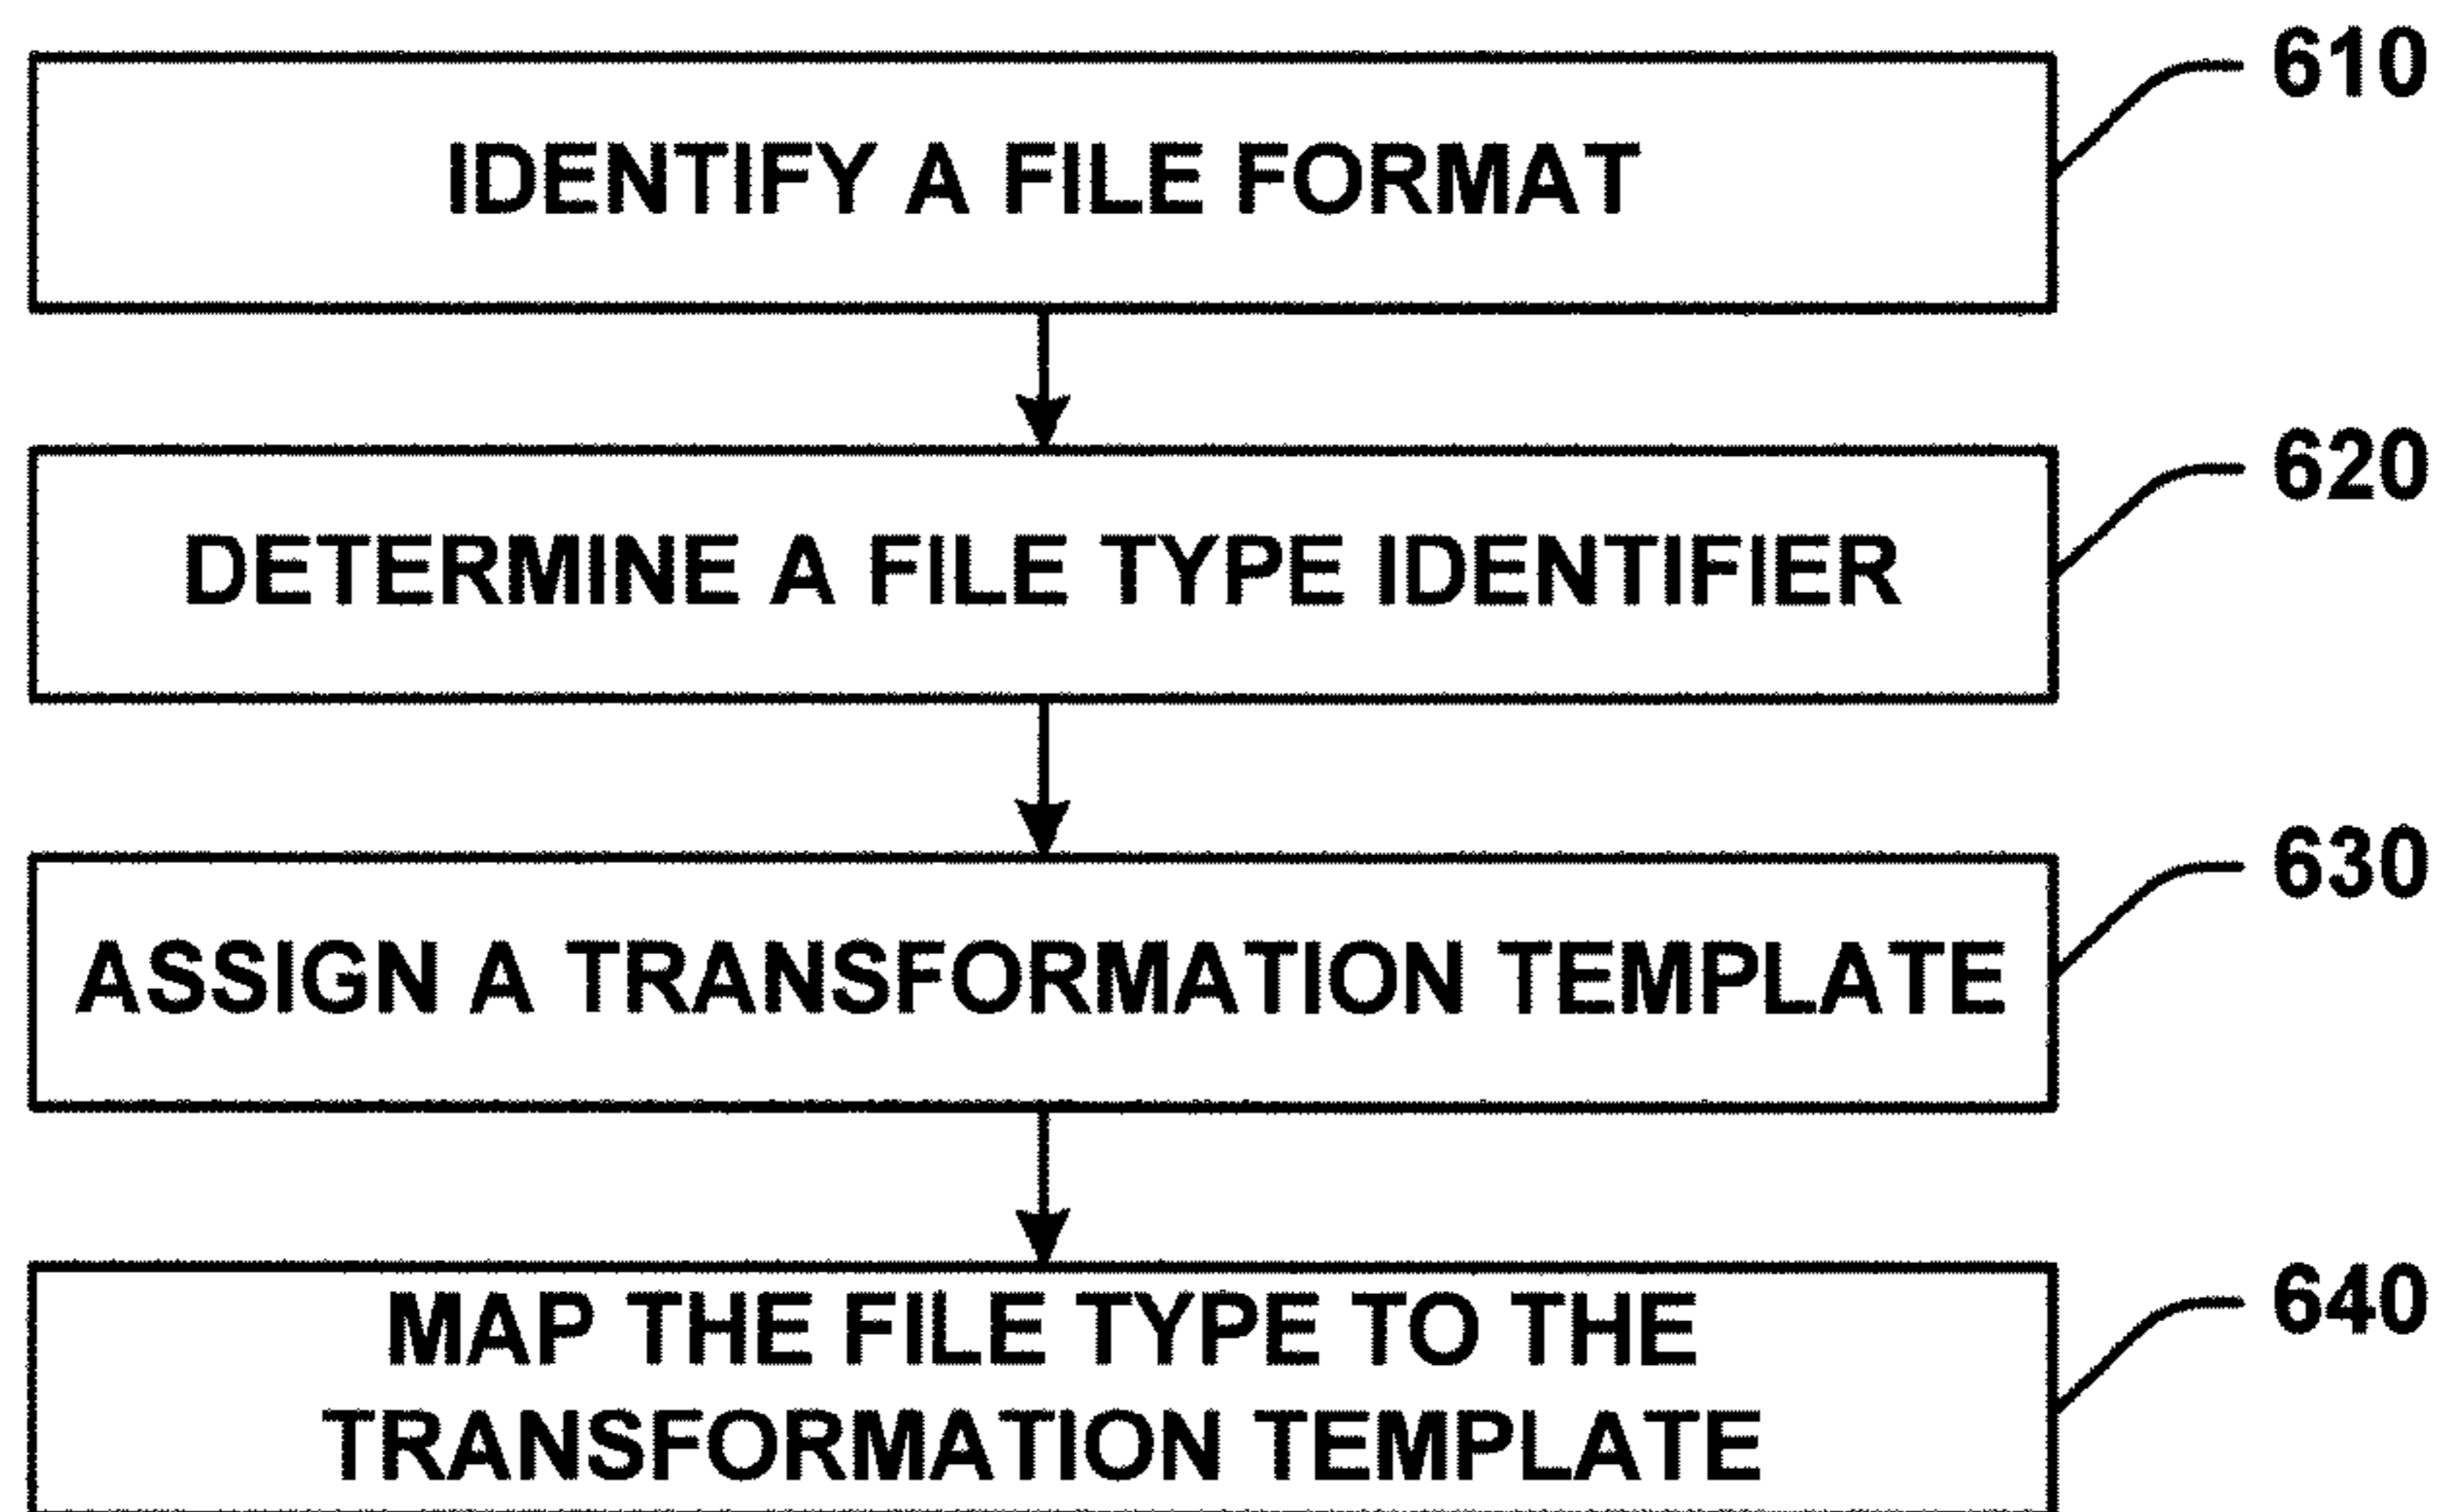 610
IDENTIFY A FILE FORMAT
620
DETERMINE A FILE TYPE IDENTIFIER
630
ASSIGN A TRANSFORMATION TEMPLATE
640
MAP THE FILE TYPE TO THE
TRANSFORMATION TEMPLATE